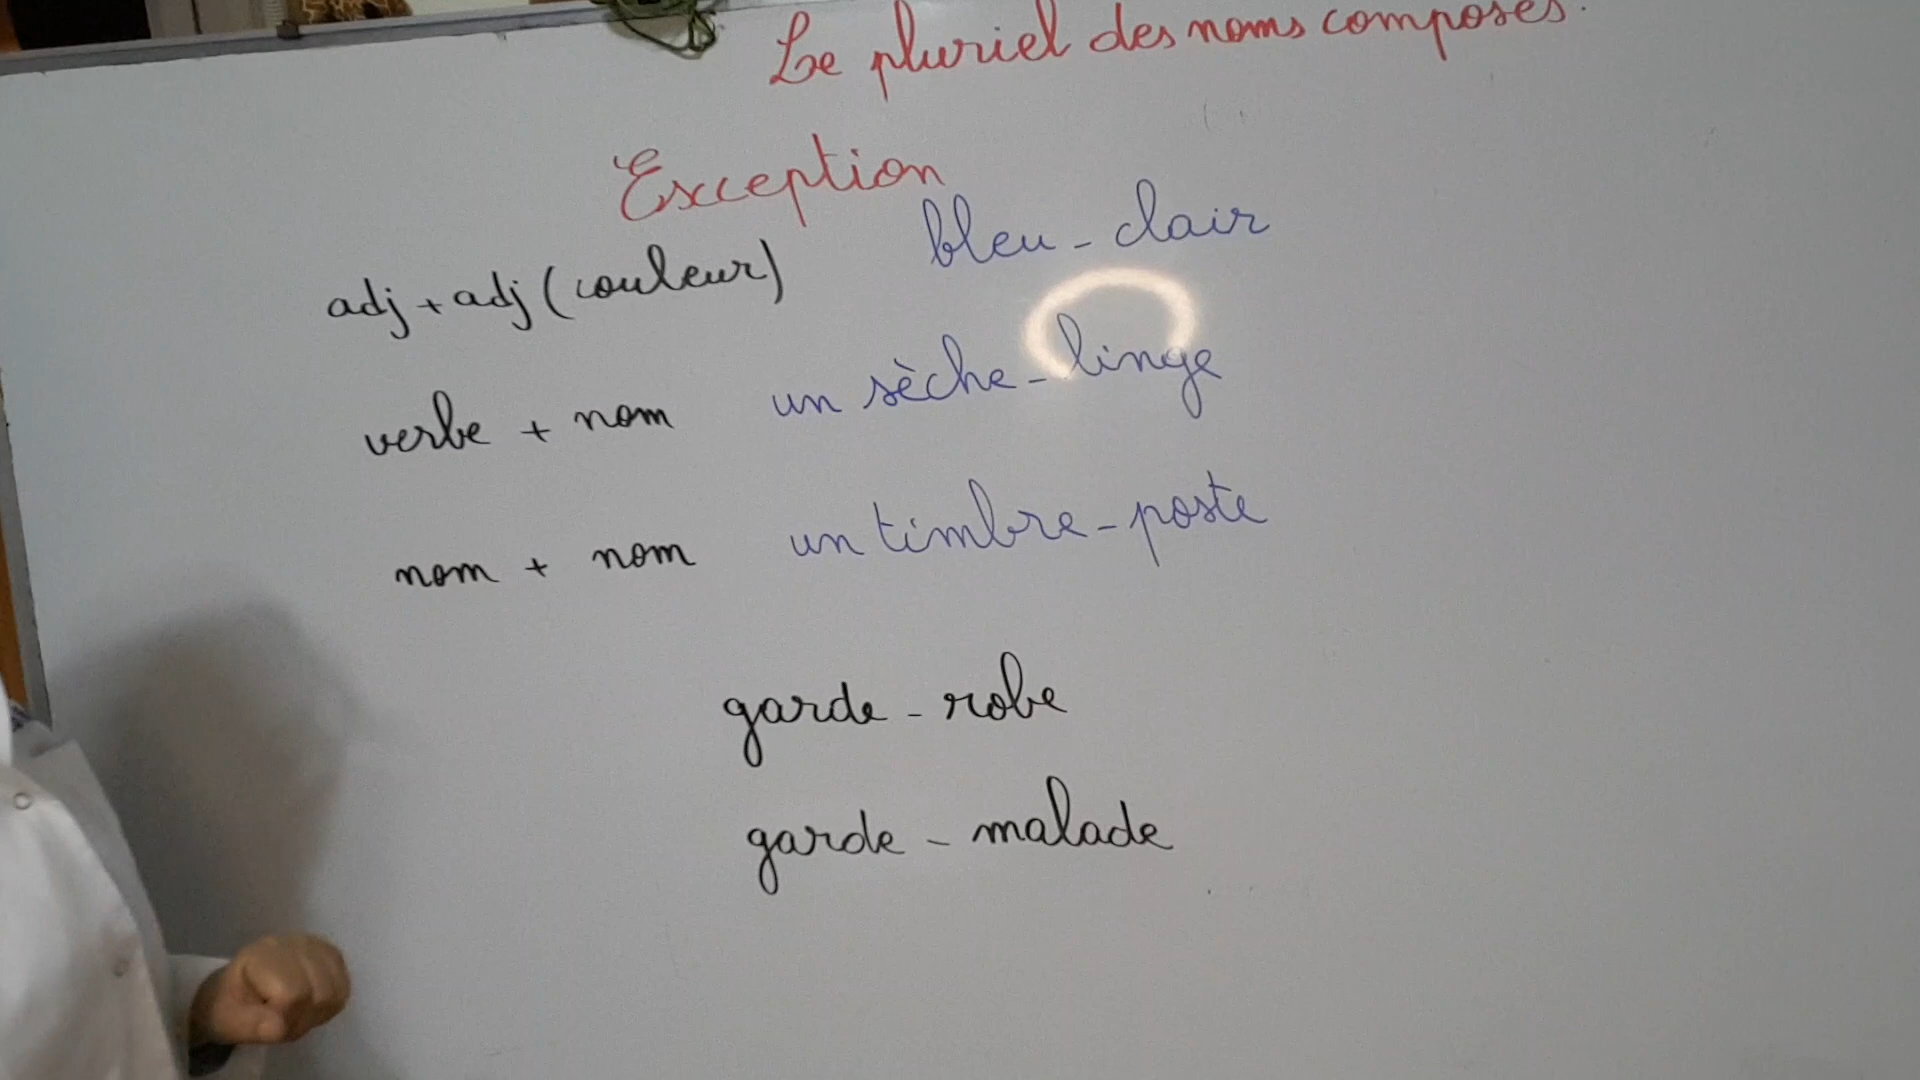 Le pluriel des noms composés.
Exception
adj + adj (couleur) bleu - clair
verbe + nom un sèche - linge
nom + nom un timbre - poste
garde - robe
garde - malade